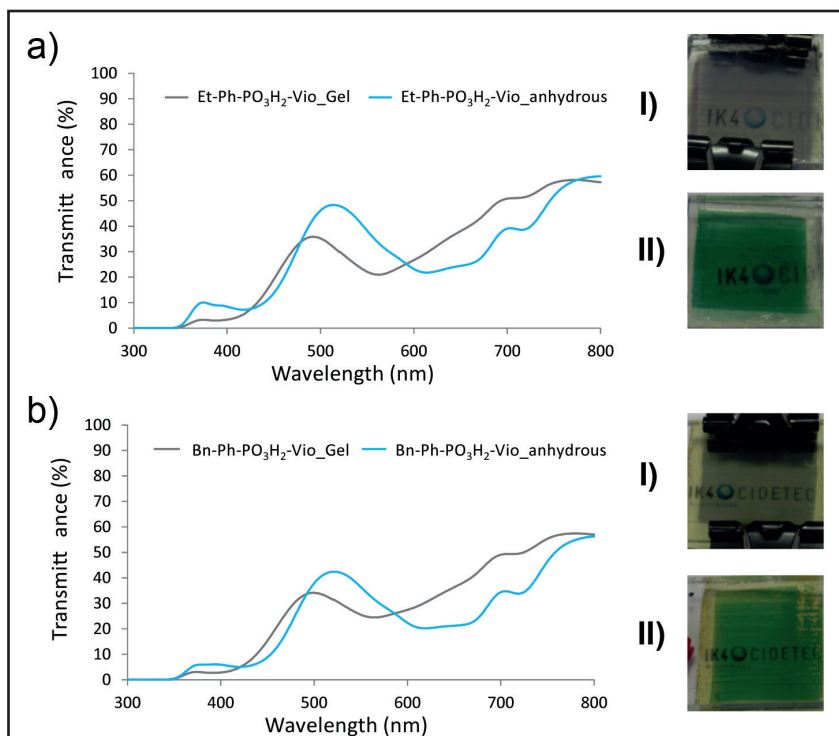 a)
Transmitt ance (%)
100
90
80
70
60
50
40
30
20
10
0
300 400 500 600 700 800
Wavelength (nm)
Et-Ph-PO₃H₂-Vio_Gel Et-Ph-PO₃H₂-Vio_anhydrous
I)
IK4 CIDE
II)
IK4 CI
b)
Transmitt ance (%)
100
90
80
70
60
50
40
30
20
10
0
300 400 500 600 700 800
Wavelength (nm)
Bn-Ph-PO₃H₂-Vio_Gel Bn-Ph-PO₃H₂-Vio_anhydrous
I)
IK4 CIDETEC
II)
IK4 CIDETEC